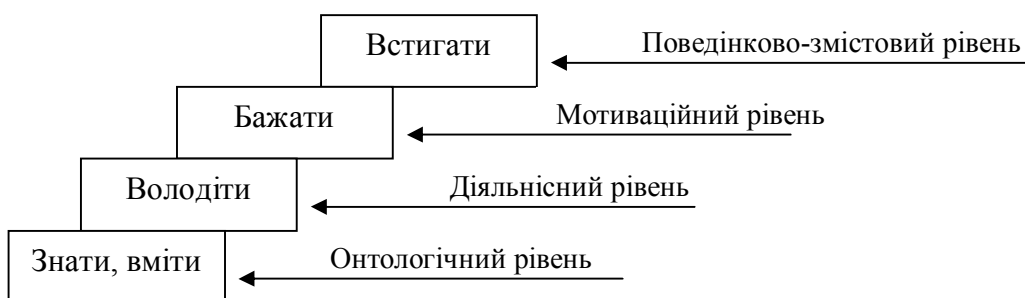 Встигати
Поведінково-змістовий рівень
Бажати
Мотиваційний рівень
Володіти
Діяльнісний рівень
Знати, вміти
Онтологічний рівень